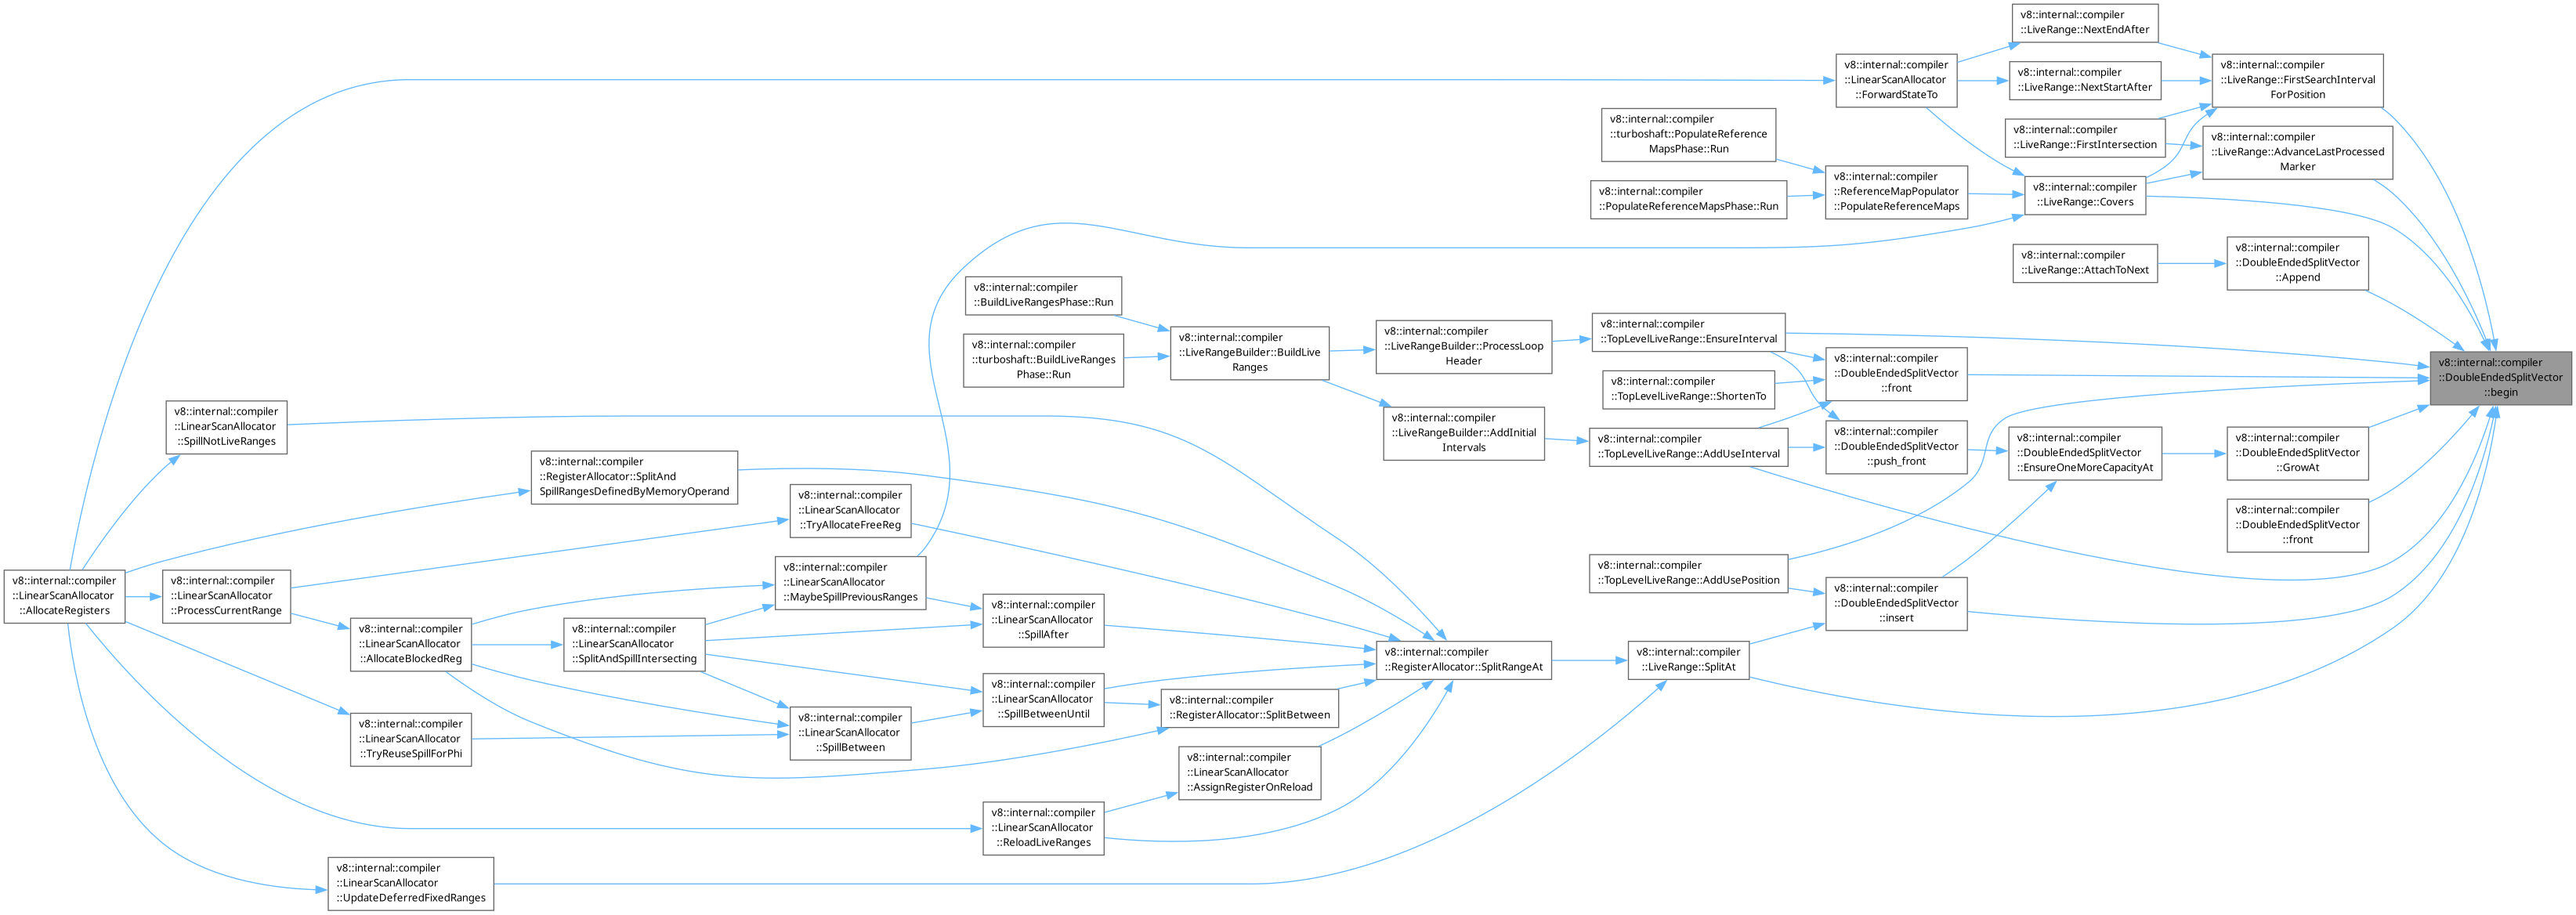 v8::internal::compiler
::LiveRange::NextEndAfter
v8::internal::compiler
::LinearScanAllocator
::ForwardStateTo
v8::internal::compiler
::LiveRange::NextStartAfter
v8::internal::compiler
::LiveRange::FirstSearchInterval
ForPosition
v8::internal::compiler
::turboshaft::PopulateReference
MapsPhase::Run
v8::internal::compiler
::LiveRange::FirstIntersection
v8::internal::compiler
::LiveRange::AdvanceLastProcessed
Marker
v8::internal::compiler
::PopulateReferenceMapsPhase::Run
v8::internal::compiler
::ReferenceMapPopulator
::PopulateReferenceMaps
v8::internal::compiler
::LiveRange::Covers
v8::internal::compiler
::LiveRange::AttachToNext
v8::internal::compiler
::DoubleEndedSplitVector
::Append
v8::internal::compiler
::BuildLiveRangesPhase::Run
v8::internal::compiler
::turboshaft::BuildLiveRanges
Phase::Run
v8::internal::compiler
::LiveRangeBuilder::BuildLive
Ranges
v8::internal::compiler
::LiveRangeBuilder::ProcessLoop
Header
v8::internal::compiler
::TopLevelLiveRange::EnsureInterval
v8::internal::compiler
::DoubleEndedSplitVector
::front
v8::internal::compiler
::DoubleEndedSplitVector
::begin
v8::internal::compiler
::TopLevelLiveRange::ShortenTo
v8::internal::compiler
::LinearScanAllocator
::SpillNotLiveRanges
v8::internal::compiler
::LiveRangeBuilder::AddInitial
Intervals
v8::internal::compiler
::TopLevelLiveRange::AddUseInterval
v8::internal::compiler
::DoubleEndedSplitVector
::push_front
v8::internal::compiler
::DoubleEndedSplitVector
::EnsureOneMoreCapacityAt
v8::internal::compiler
::DoubleEndedSplitVector
::GrowAt
v8::internal::compiler
::RegisterAllocator::SplitAnd
SpillRangesDefinedByMemoryOperand
v8::internal::compiler
::LinearScanAllocator
::TryAllocateFreeReg
v8::internal::compiler
::DoubleEndedSplitVector
::front
v8::internal::compiler
::LinearScanAllocator
::AllocateRegisters
v8::internal::compiler
::LinearScanAllocator
::ProcessCurrentRange
v8::internal::compiler
::LinearScanAllocator
::MaybeSpillPreviousRanges
v8::internal::compiler
::TopLevelLiveRange::AddUsePosition
v8::internal::compiler
::DoubleEndedSplitVector
::insert
v8::internal::compiler
::LinearScanAllocator
::AllocateBlockedReg
v8::internal::compiler
::LinearScanAllocator
::SplitAndSpillIntersecting
v8::internal::compiler
::LinearScanAllocator
::SpillAfter
v8::internal::compiler
::RegisterAllocator::SplitRangeAt
v8::internal::compiler
::LiveRange::SplitAt
v8::internal::compiler
::LinearScanAllocator
::SpillBetweenUntil
v8::internal::compiler
::RegisterAllocator::SplitBetween
v8::internal::compiler
::LinearScanAllocator
::TryReuseSpillForPhi
v8::internal::compiler
::LinearScanAllocator
::SpillBetween
v8::internal::compiler
::LinearScanAllocator
::AssignRegisterOnReload
v8::internal::compiler
::LinearScanAllocator
::ReloadLiveRanges
v8::internal::compiler
::LinearScanAllocator
::UpdateDeferredFixedRanges